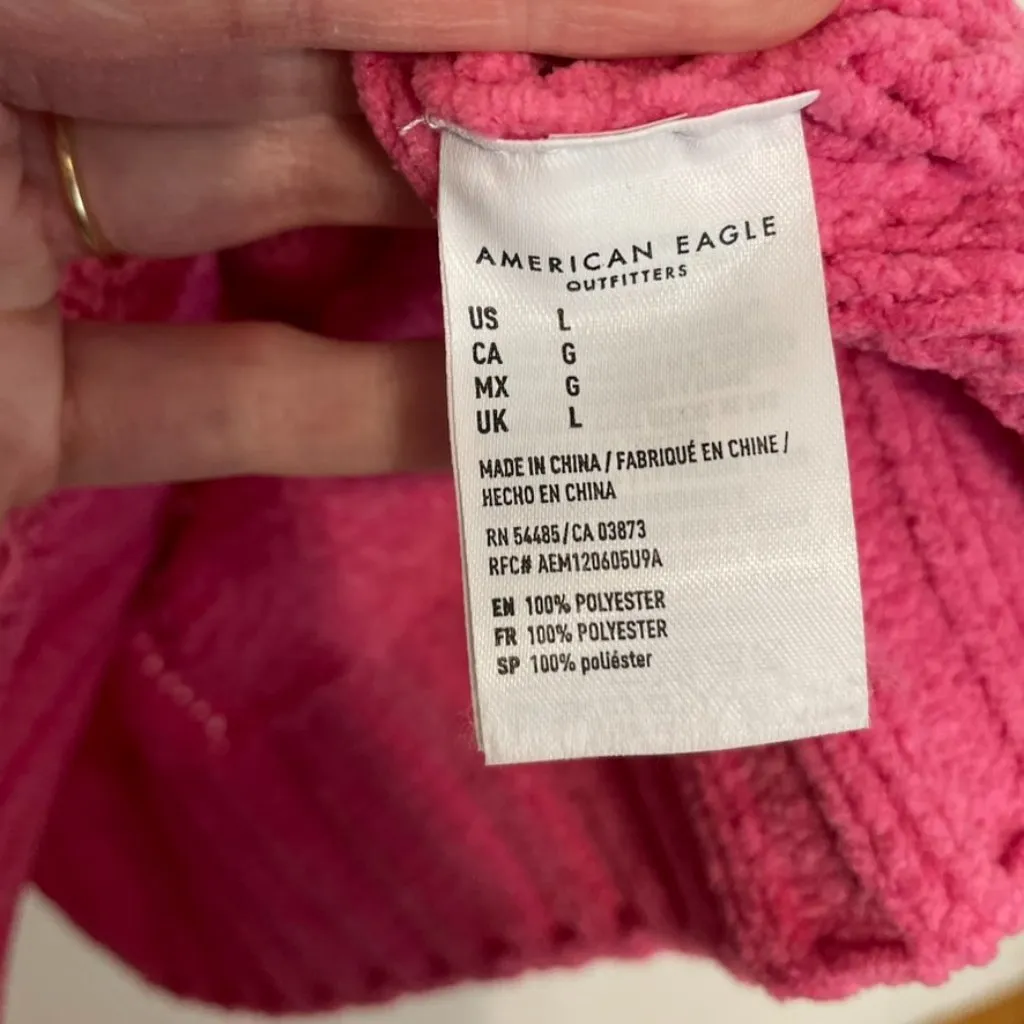 AMERICAN EAGLE
OUTFITTERS
US L
CA G
MX G
UK L
MADE IN CHINA / FABRIQUÉ EN CHINE /
HECHO EN CHINA
RN 54485 / CA 03873
RFC# AEM120605U9A
EN 100% POLYESTER
FR 100% POLYESTER
SP 100% poliéster